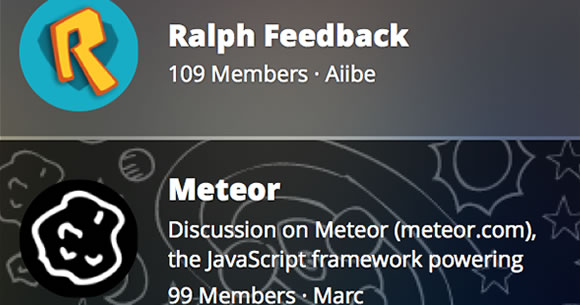 R
Ralph Feedback
109 Members · Aiibe
Meteor
Discussion on Meteor (meteor.com),
the JavaScript framework powering
99 Members · Marc